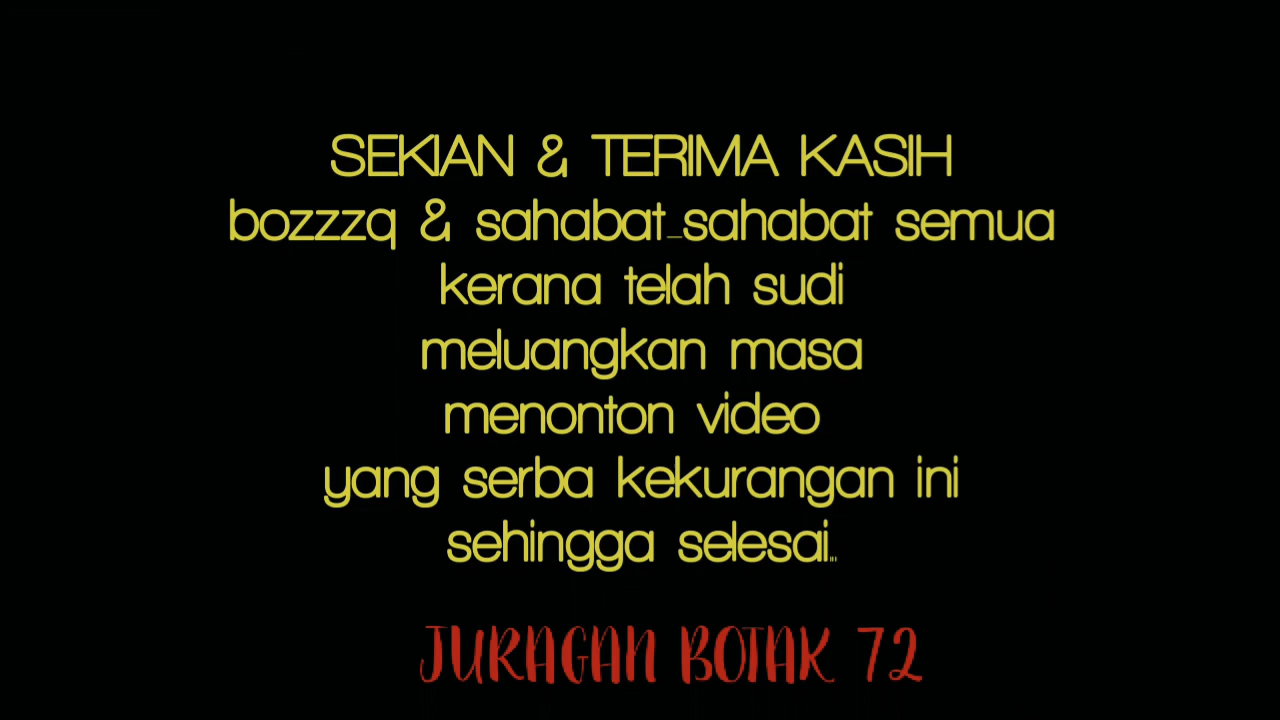 SEKIAN & TERIMA KASIH
bozzzq & sahabat-sahabat semua
kerana telah sudi
meluangkan masa
menonton video
yang serba kekurangan ini
sehingga selesai...
JURAGAN BOTAK 72